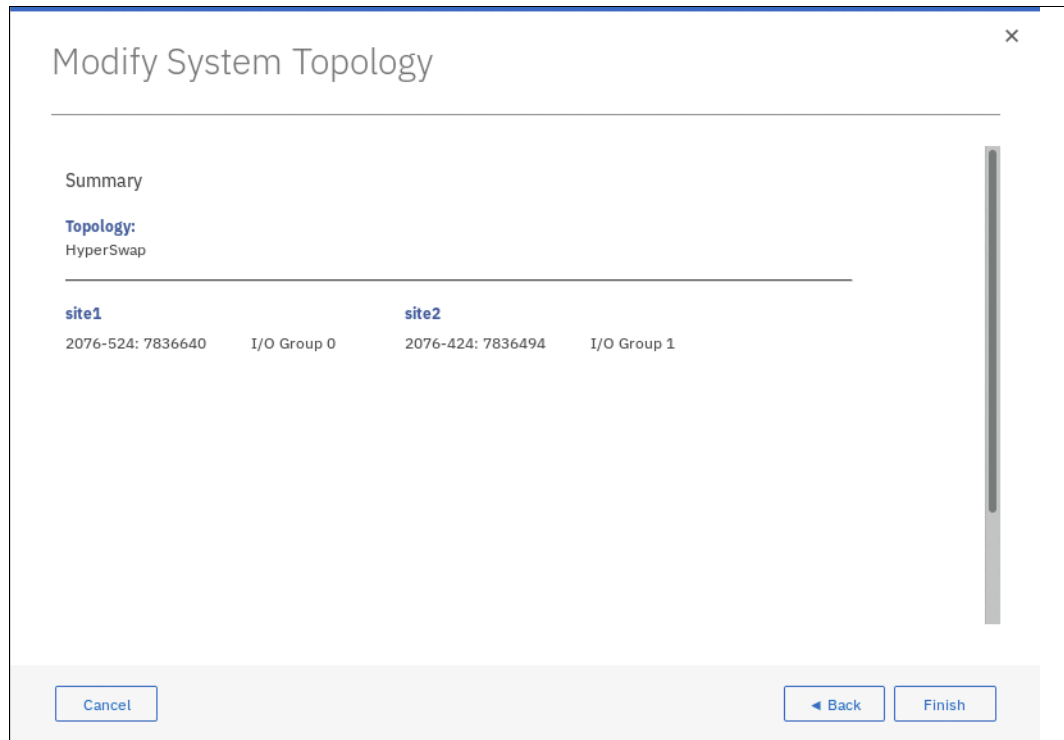 Modify System Topology
Summary
Topology:
HyperSwap
site1 site2
2076-524: 7836640 I/O Group 0 2076-424: 7836494 I/O Group 1
Cancel ◄ Back Finish